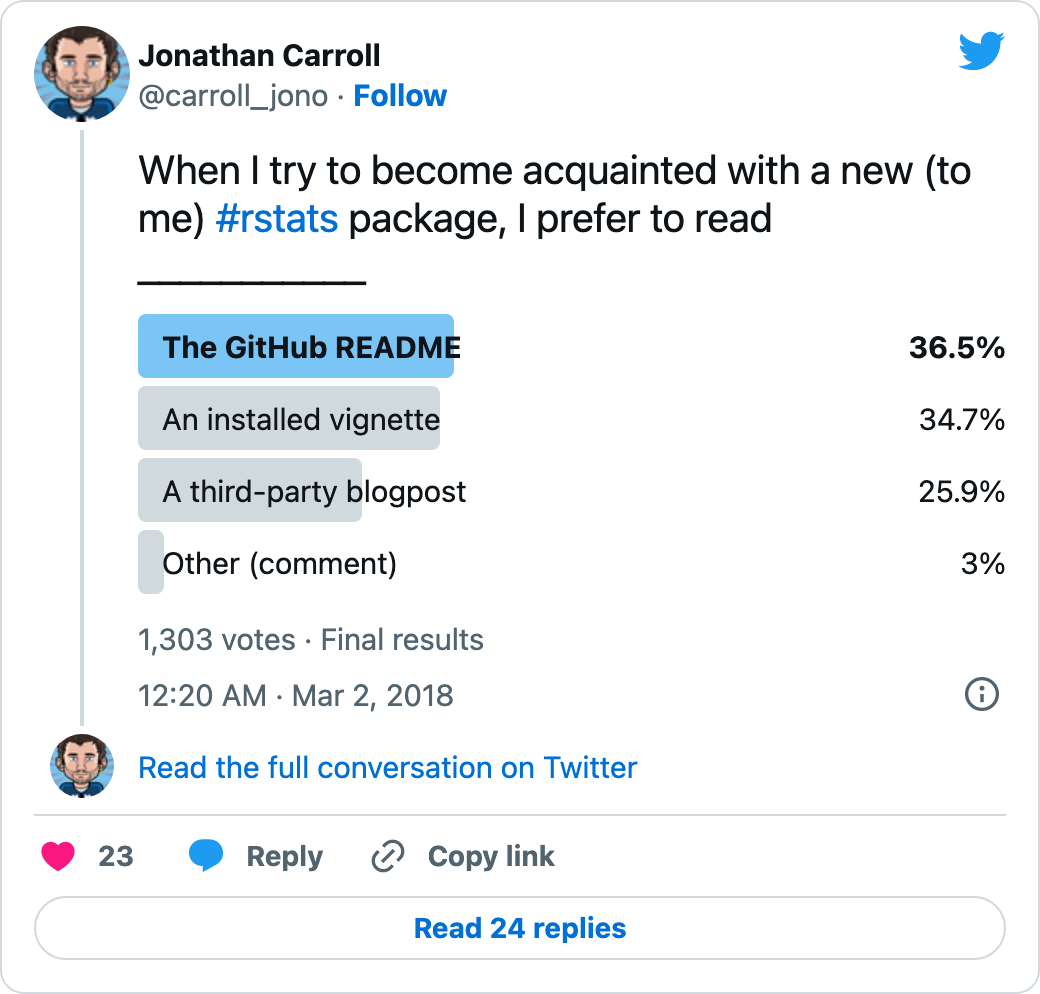 Jonathan Carroll
@carroll_jono · Follow
When I try to become acquainted with a new (to
me) #rstats package, I prefer to read
___________
The GitHub README 36.5%
An installed vignette 34.7%
A third-party blogpost 25.9%
Other (comment) 3%
1,303 votes · Final results
12:20 AM · Mar 2, 2018
Read the full conversation on Twitter
23 Reply Copy link
Read 24 replies